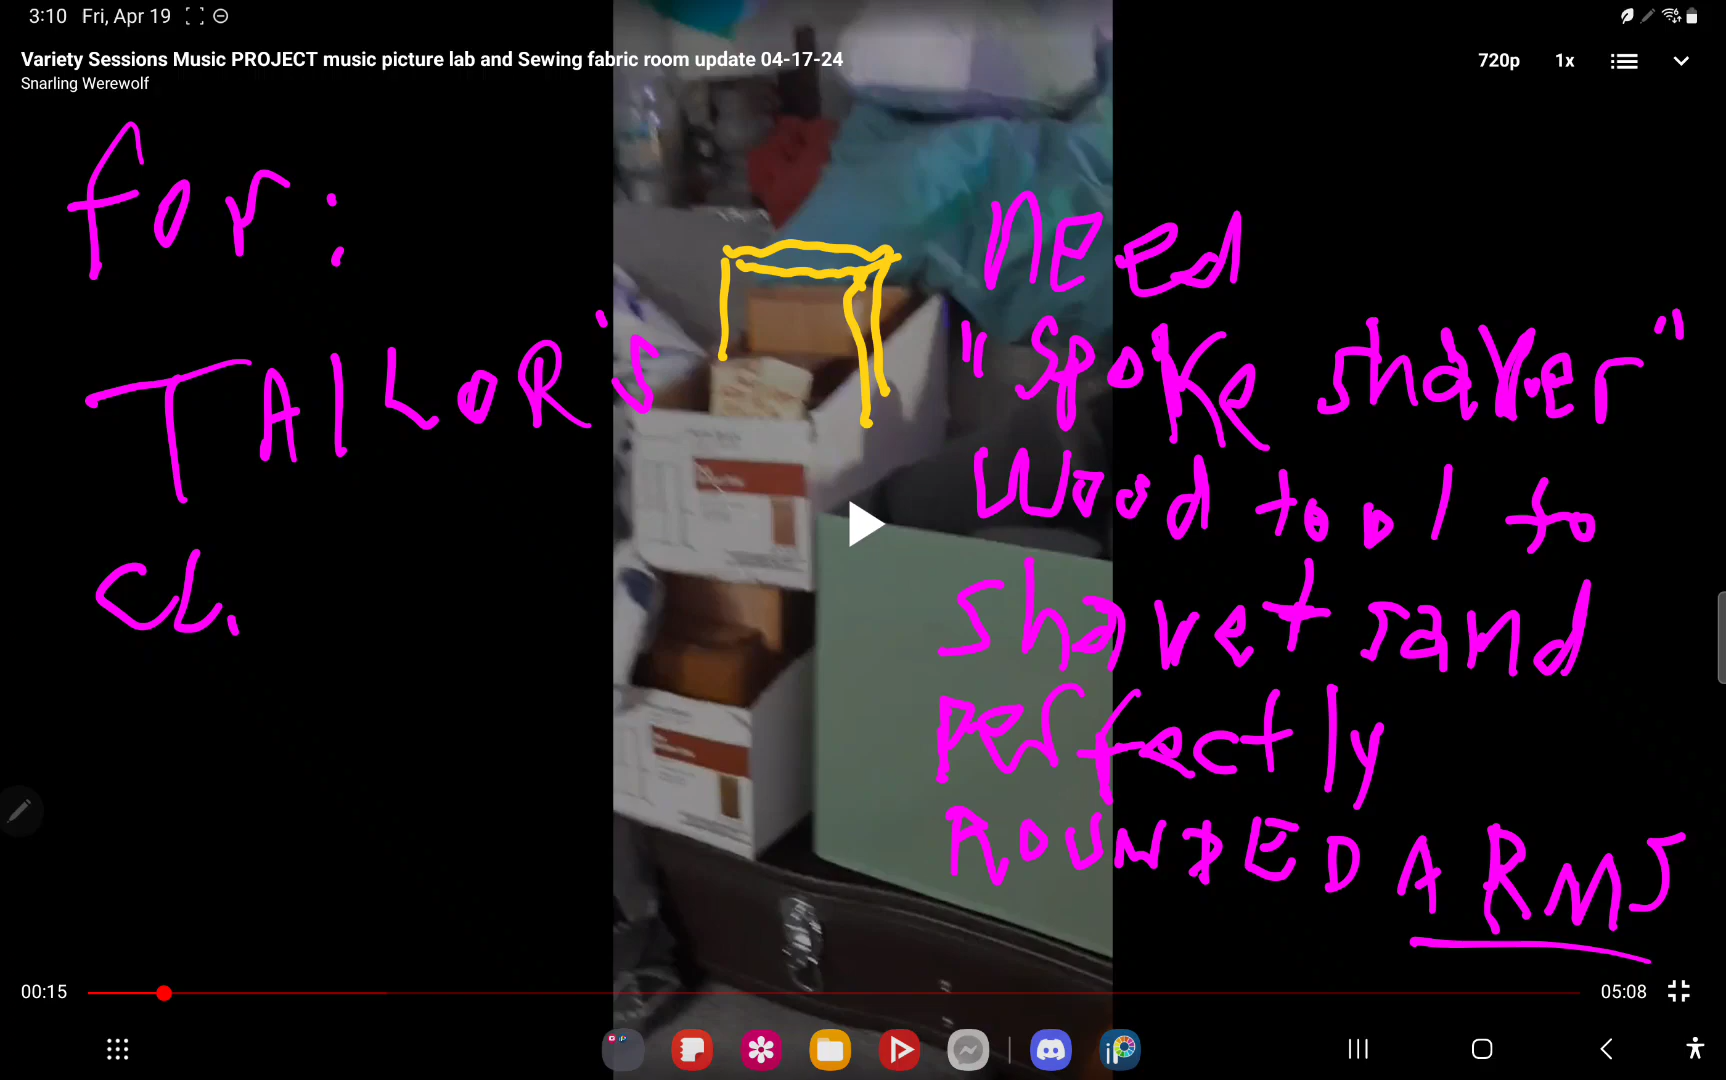 3:10 Fri, Apr 19
Variety Sessions Music PROJECT music picture lab and Sewing fabric room update 04-17-24
Snarling Werewolf
720p 1x
for:
TAILOR's
CL.
NEed
"Spoke shaver"
Wood tool to
shave + sand
perfectly
ROUNDED ARMS
00:15
05:08